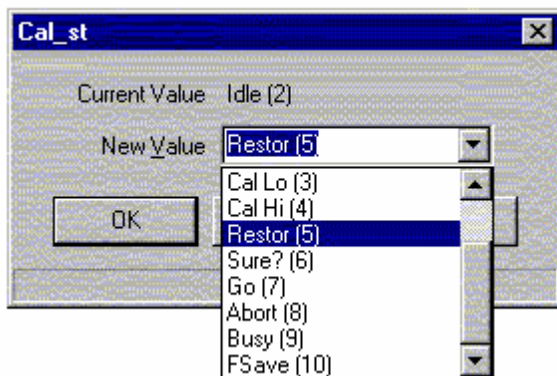 Cal_st
Current Value Idle (2)
New Value Restor (5)
Cal Lo (3)
Cal Hi (4)
Restor (5)
OK
Sure? (6)
Go (7)
Abort (8)
Busy (9)
FSave (10)